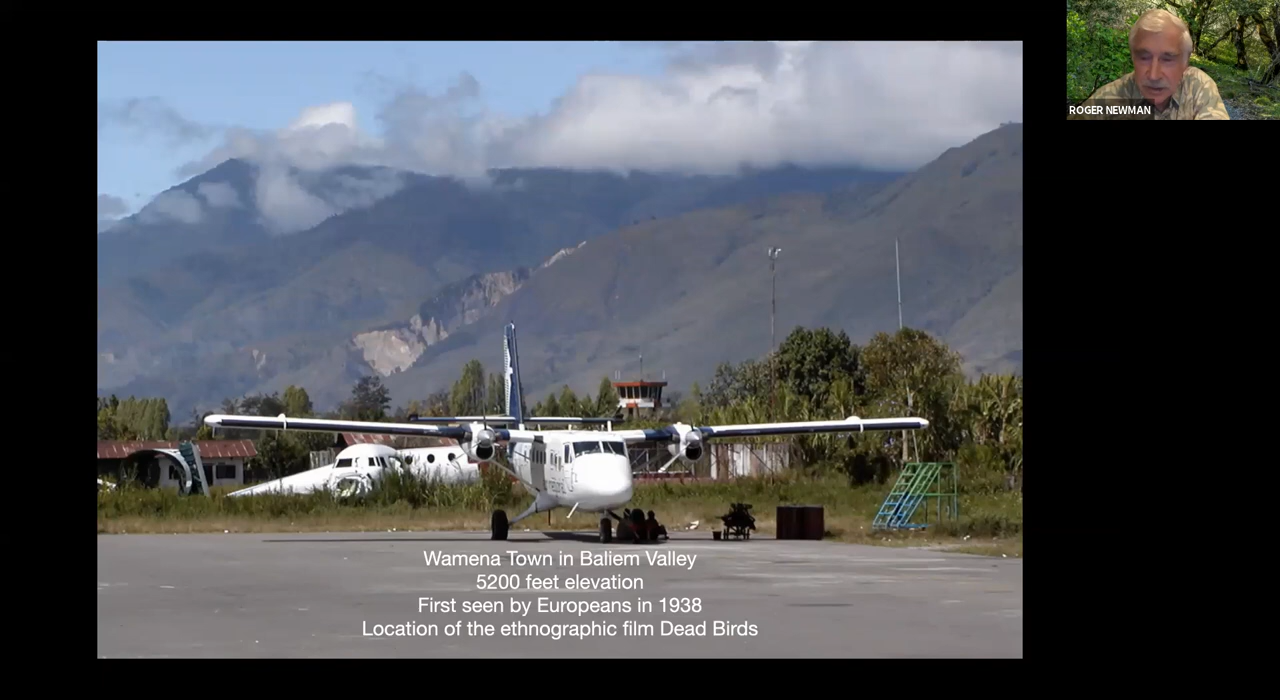 Wamena Town in Baliem Valley
5200 feet elevation
First seen by Europeans in 1938
Location of the ethnographic film Dead Birds
ROGER NEWMAN